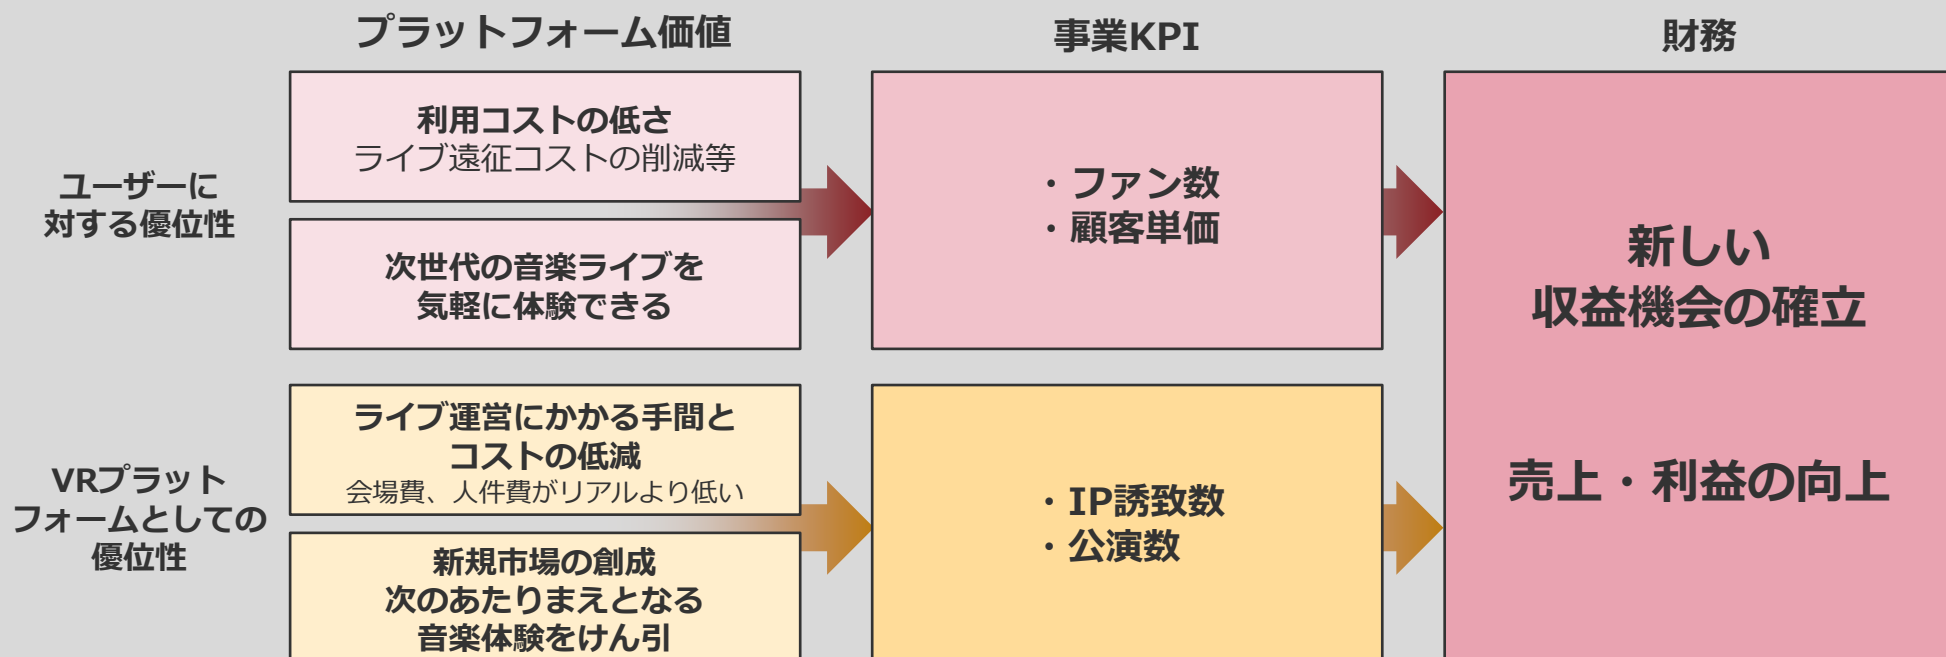 プラットフォーム価値
事業KPI
財務
ユーザーに
対する優位性
利用コストの低さ
ライブ遠征コストの削減等
次世代の音楽ライブを
気軽に体験できる
・ファン数
・顧客単価
新しい
収益機会の確立
売上・利益の向上
VRプラット
フォームとしての
優位性
ライブ運営にかかる手間と
コストの低減
会場費、人件費がリアルより低い
新規市場の創成
次のあたりまえとなる
音楽体験をけん引
・IP誘致数
・公演数